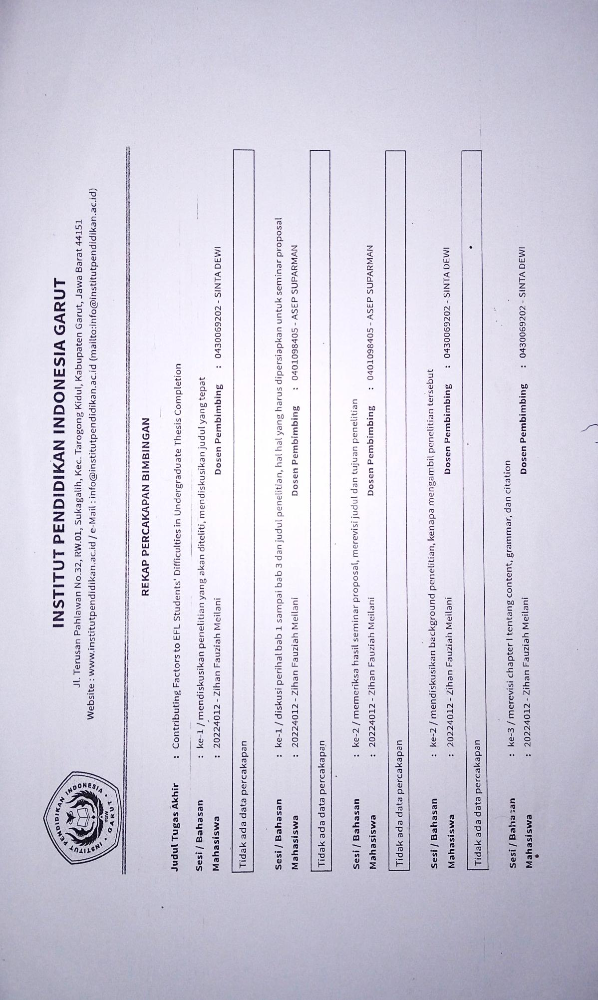 INSTITUT PENDIDIKAN INDONESIA • GARUT •
YGW
INSTITUT PENDIDIKAN INDONESIA GARUT
Jl. Terusan Pahlawan No.32, RW.01, Sukagalih, Kec. Tarogong Kidul, Kabupaten Garut, Jawa Barat 44151
Website : www.institutpendidikan.ac.id / e-Mail : info@institutpendidikan.ac.id (mailto:info@institutpendidikan.ac.id)
REKAP PERCAKAPAN BIMBINGAN
Judul Tugas Akhir : Contributing Factors to EFL Students' Difficulties in Undergraduate Thesis Completion
Sesi / Bahasan : ke-1 / mendiskusikan penelitian yang akan diteliti, mendiskusikan judul yang tepat
Mahasiswa : 20224012 - Zihan Fauziah Meilani Dosen Pembimbing : 0430069202 - SINTA DEWI
Tidak ada data percakapan
Sesi / Bahasan : ke-1 / diskusi perihal bab 1 sampai bab 3 dan judul penelitian, hal hal yang harus dipersiapkan untuk seminar proposal
Mahasiswa : 20224012 - Zihan Fauziah Meilani Dosen Pembimbing : 0401098405 - ASEP SUPARMAN
Tidak ada data percakapan
Sesi / Bahasan : ke-2 / memeriksa hasil seminar proposal, merevisi judul dan tujuan penelitian
Mahasiswa : 20224012 - Zihan Fauziah Meilani Dosen Pembimbing : 0401098405 - ASEP SUPARMAN
Tidak ada data percakapan
Sesi / Bahasan : ke-2 / mendiskusikan background penelitian, kenapa mengambil penelitian tersebut
Mahasiswa : 20224012 - Zihan Fauziah Meilani Dosen Pembimbing : 0430069202 - SINTA DEWI
Tidak ada data percakapan
Sesi / Bahasan : ke-3 / merevisi chapter I tentang content, grammar, dan citation
Mahasiswa : 20224012 - Zihan Fauziah Meilani Dosen Pembimbing : 0430069202 - SINTA DEWI